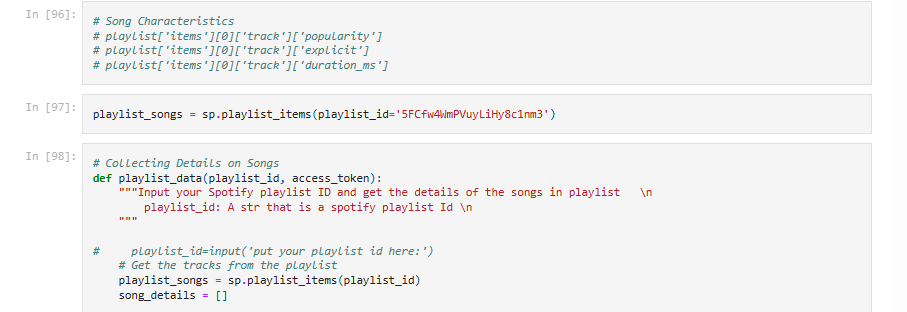 In [96]:
# Song Characteristics
# playlist['items'][0]['track']['popularity']
# playlist['items'][0]['track']['explicit']
# playlist['items'][0]['track']['duration_ms']
In [97]:
playlist_songs = sp.playlist_items(playlist_id='5FCfw4WmPVuyLiHy8c1nm3')
In [98]:
# Collecting Details on Songs
def playlist_data(playlist_id, access_token):
    """Input your Spotify playlist ID and get the details of the songs in playlist   \n
        playlist_id: A str that is a spotify playlist Id \n
    """
#     playlist_id=input('put your playlist id here:')
    # Get the tracks from the playlist
    playlist_songs = sp.playlist_items(playlist_id)
    song_details = []